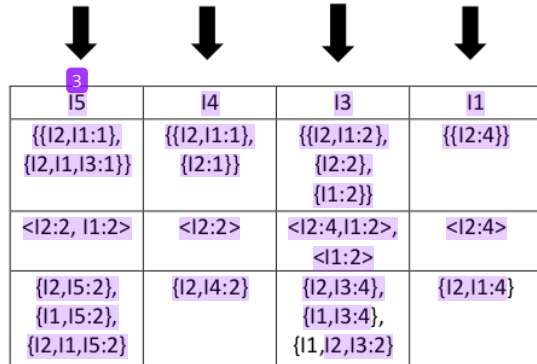 3
I5 I4 I3 I1
{{I2,I1:1}, {{I2,I1:1}, {{I2,I1:2}, {{I2:4}}
{I2,I1,I3:1}} {I2:1}} {I2:2},
{I1:2}}
<I2:2, I1:2> <I2:2> <I2:4,I1:2>, <I2:4>
<I1:2>
{I2,I5:2}, {I2,I4:2} {I2,I3:4}, {I2,I1:4}
{I1,I5:2}, {I1,I3:4},
{I2,I1,I5:2} {I1,I2,I3:2}